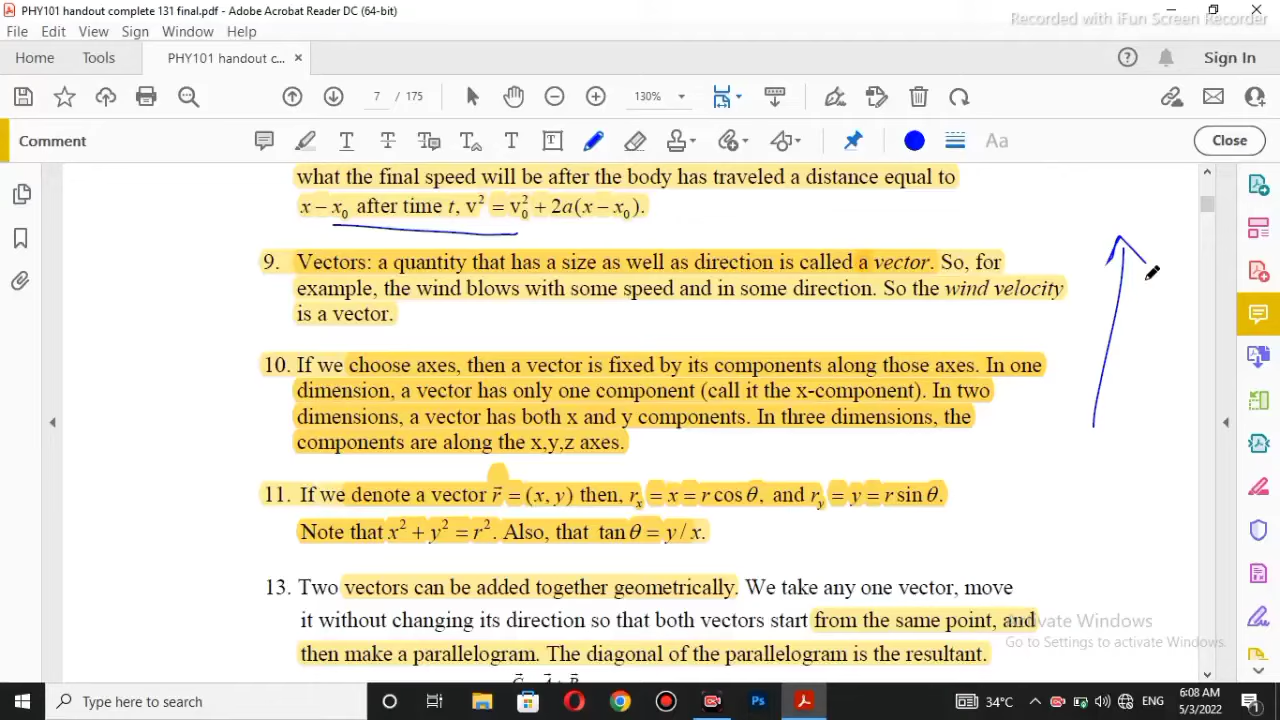 PHY101 handout complete 131 final.pdf - Adobe Acrobat Reader DC (64-bit)
Recorded with iFun Screen Recorder
File Edit View Sign Window Help
Home Tools PHY101 handout c... × Sign In
7 / 175 130%
Comment Aa Close
what the final speed will be after the body has traveled a distance equal to
x − x₀ after time t, v² = v₀² + 2a(x − x₀).
9. Vectors: a quantity that has a size as well as direction is called a vector. So, for
example, the wind blows with some speed and in some direction. So the wind velocity
is a vector.
10. If we choose axes, then a vector is fixed by its components along those axes. In one
dimension, a vector has only one component (call it the x-component). In two
dimensions, a vector has both x and y components. In three dimensions, the
components are along the x,y,z axes.
11. If we denote a vector r⃗ = (x, y) then, rₓ = x = r cos θ, and r_y = y = r sin θ.
Note that x² + y² = r². Also, that tan θ = y / x.
13. Two vectors can be added together geometrically. We take any one vector, move
it without changing its direction so that both vectors start from the same point, and
then make a parallelogram. The diagonal of the parallelogram is the resultant.
Activate Windows
Go to Settings to activate Windows.
Type here to search
Ps
34°C ENG
6:08 AM
5/3/2022